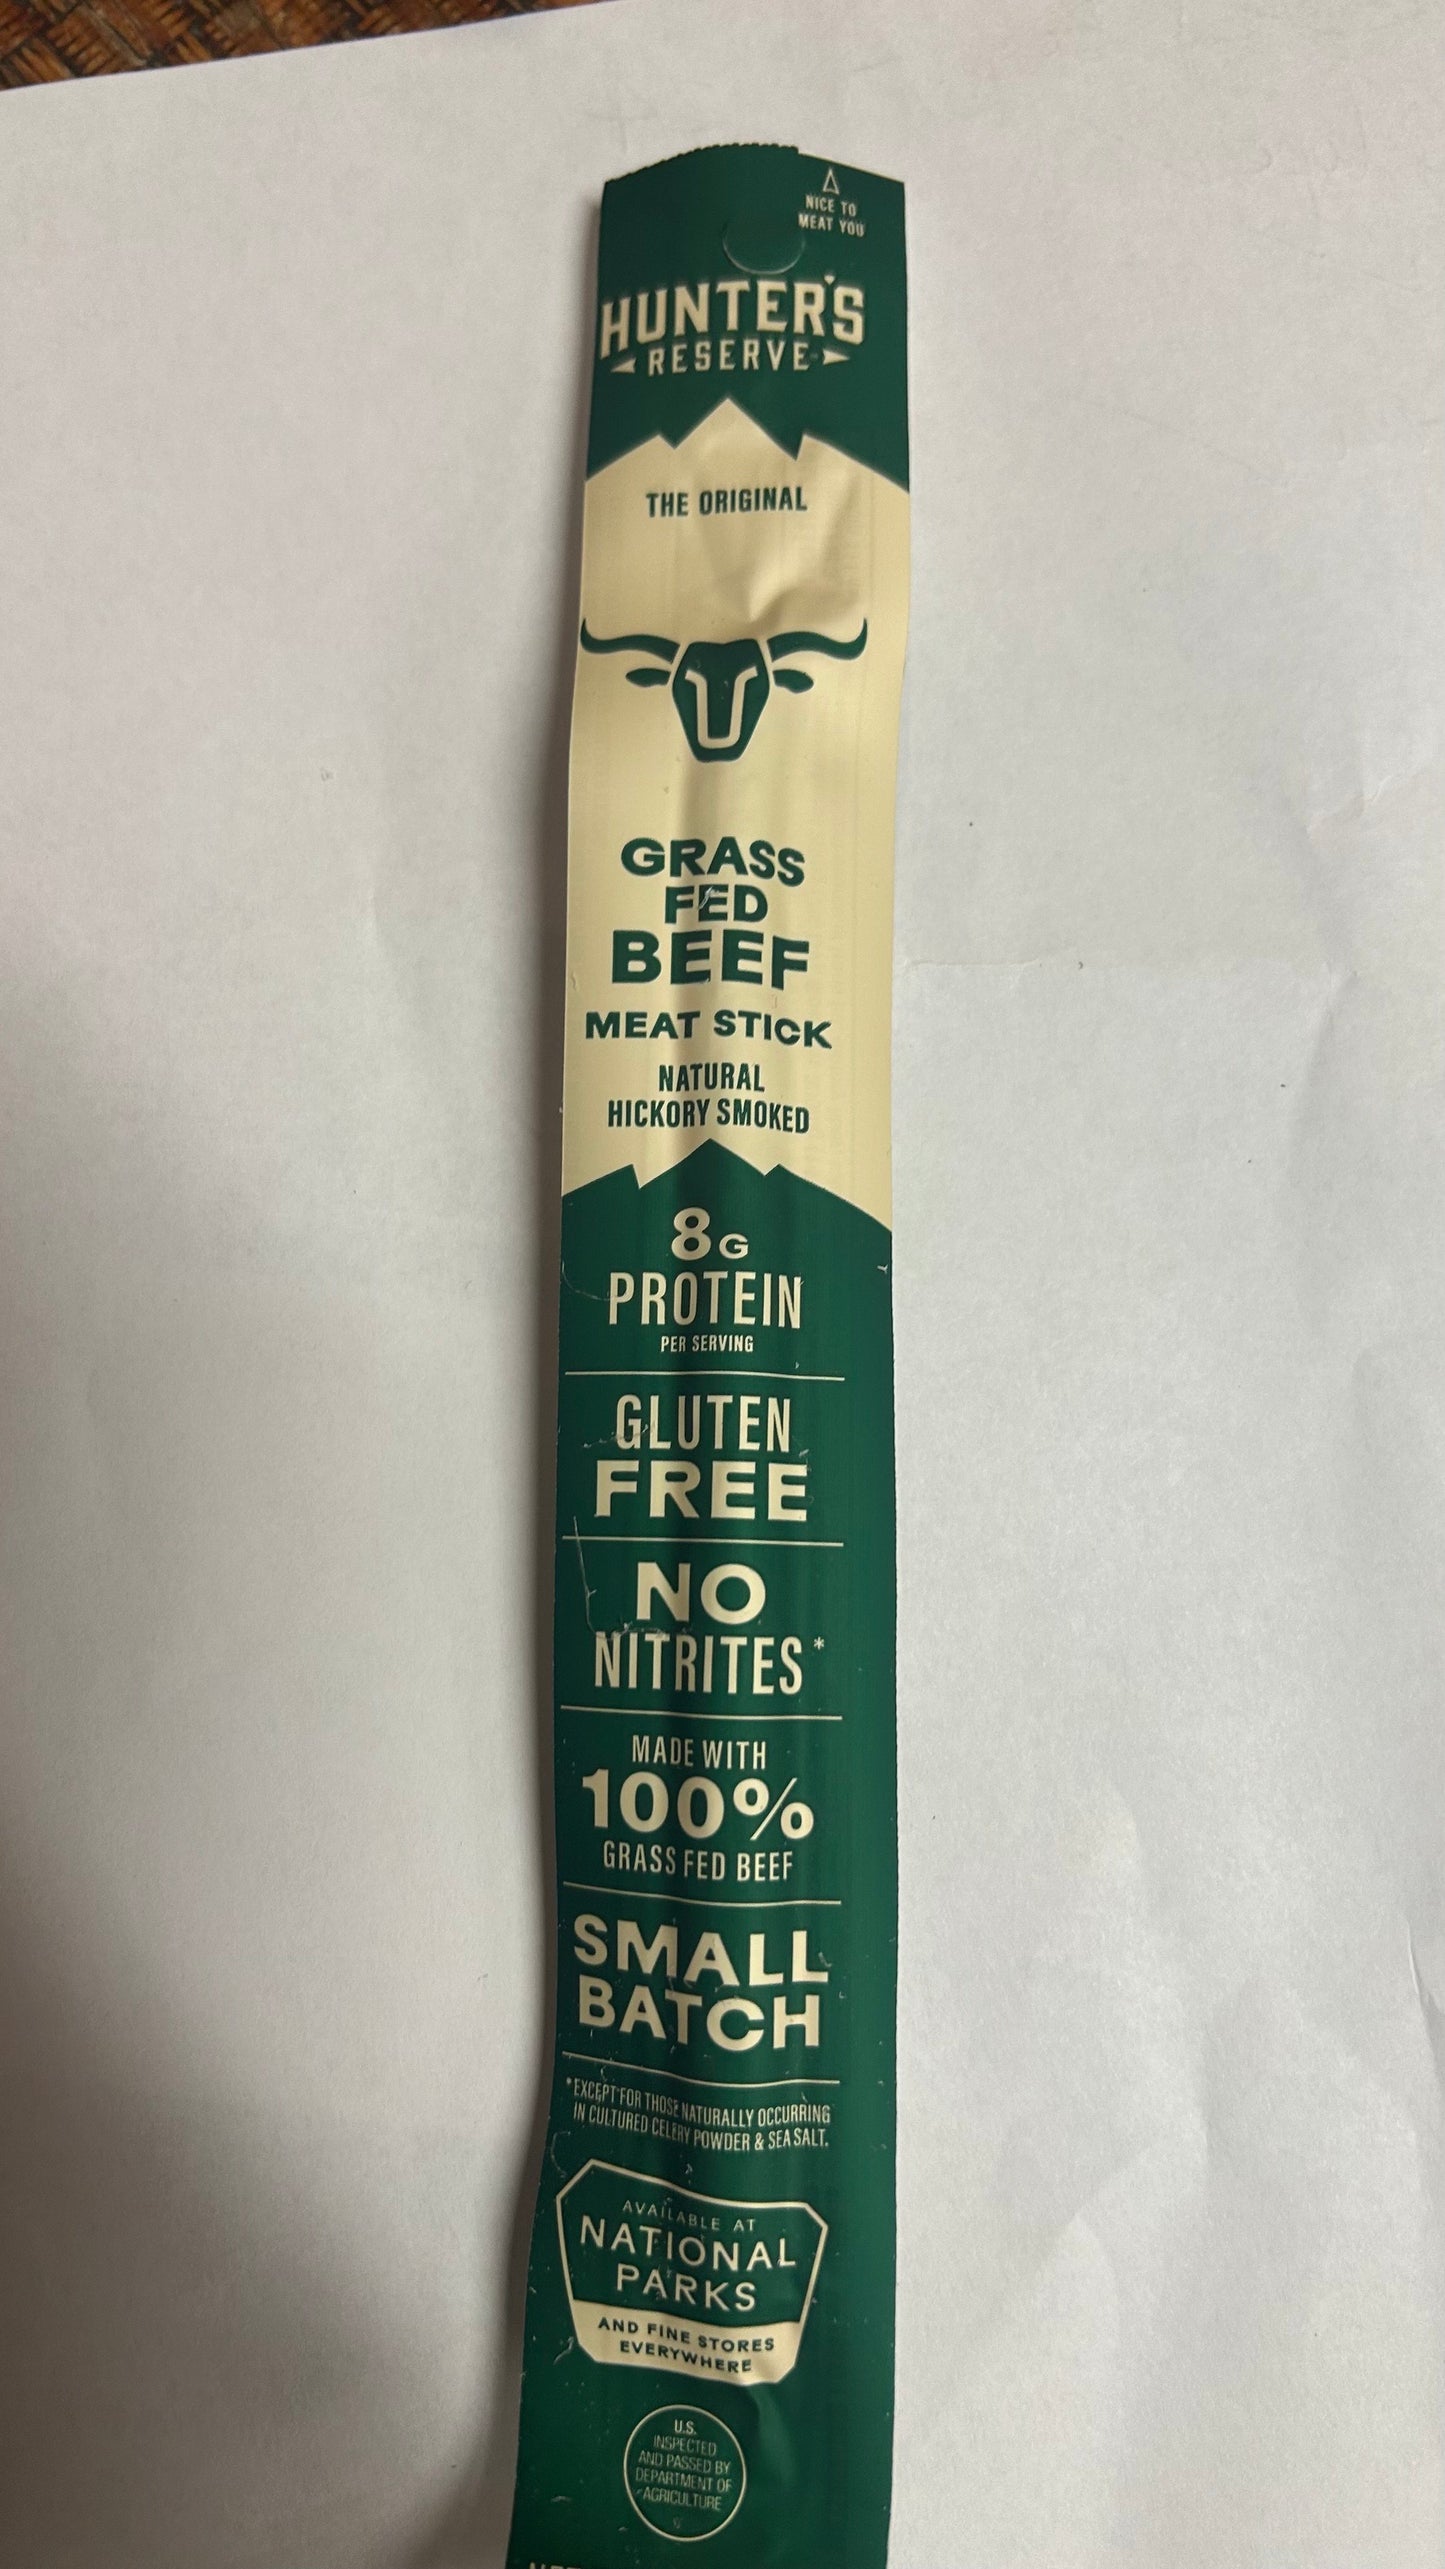 NICE TO
MEAT YOU
HUNTER'S
RESERVE
THE ORIGINAL
GRASS
FED
BEEF
MEAT STICK
NATURAL
HICKORY SMOKED
8G
PROTEIN
PER SERVING
GLUTEN
FREE
NO
NITRITES*
MADE WITH
100%
GRASS FED BEEF
SMALL
BATCH
*EXCEPT FOR THOSE NATURALLY OCCURRING
IN CULTURED CELERY POWDER & SEA SALT.
AVAILABLE AT
NATIONAL
PARKS
AND FINE STORES
EVERYWHERE
U.S.
INSPECTED
AND PASSED BY
DEPARTMENT OF
AGRICULTURE